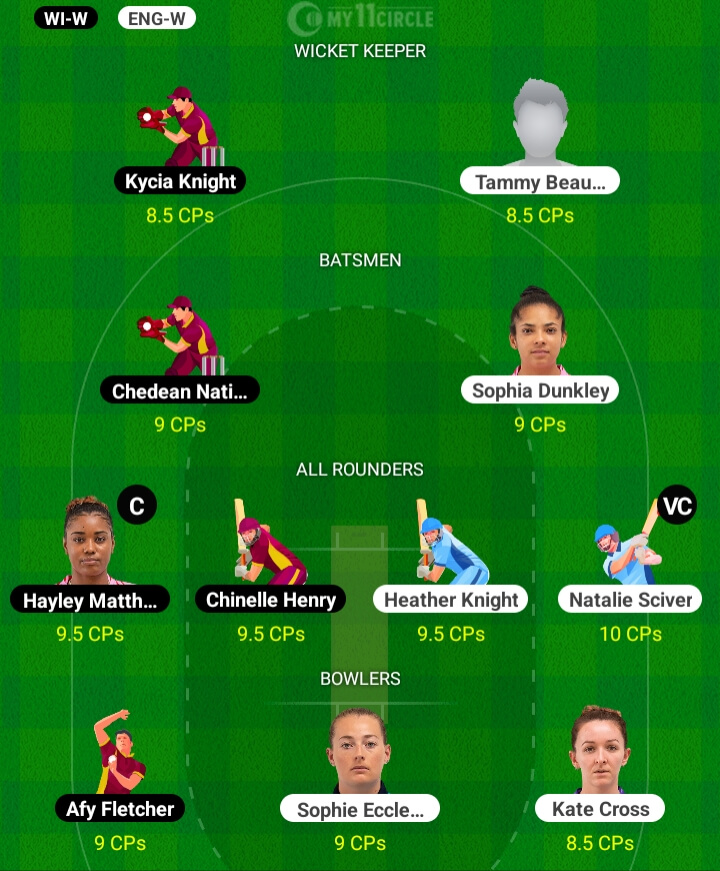 WI-W ENG-W MY11CIRCLE
WICKET KEEPER
Kycia Knight Tammy Beau...
8.5 CPs 8.5 CPs
BATSMEN
Chedean Nati... Sophia Dunkley
9 CPs 9 CPs
ALL ROUNDERS
C VC
Hayley Matth... Chinelle Henry Heather Knight Natalie Sciver
9.5 CPs 9.5 CPs 9.5 CPs 10 CPs
BOWLERS
Afy Fletcher Sophie Eccle... Kate Cross
9 CPs 9 CPs 8.5 CPs